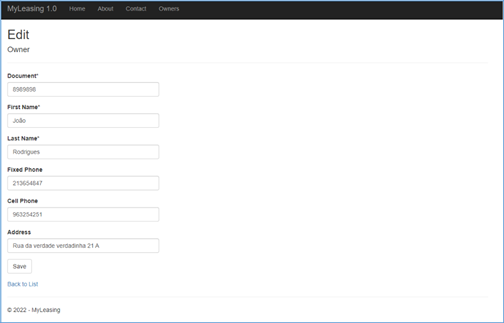 MyLeasing 1.0 Home About Contact Owners
Edit
Owner
Document*
8989898
First Name*
João
Last Name*
Rodrigues
Fixed Phone
213654847
Cell Phone
963254251
Address
Rua da verdade verdadinha 21 A
Save
Back to List
© 2022 - MyLeasing